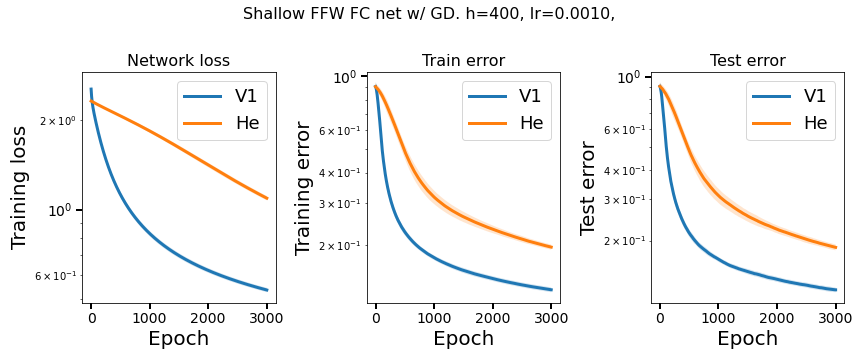 Shallow FFW FC net w/ GD. h=400, lr=0.0010,
Network loss
Training loss
2 × 10⁰
10⁰
6 × 10⁻¹
0 1000 2000 3000
Epoch
V1
He
Train error
Training error
10⁰
6 × 10⁻¹
4 × 10⁻¹
3 × 10⁻¹
2 × 10⁻¹
0 1000 2000 3000
Epoch
V1
He
Test error
Test error
10⁰
6 × 10⁻¹
4 × 10⁻¹
3 × 10⁻¹
2 × 10⁻¹
0 1000 2000 3000
Epoch
V1
He